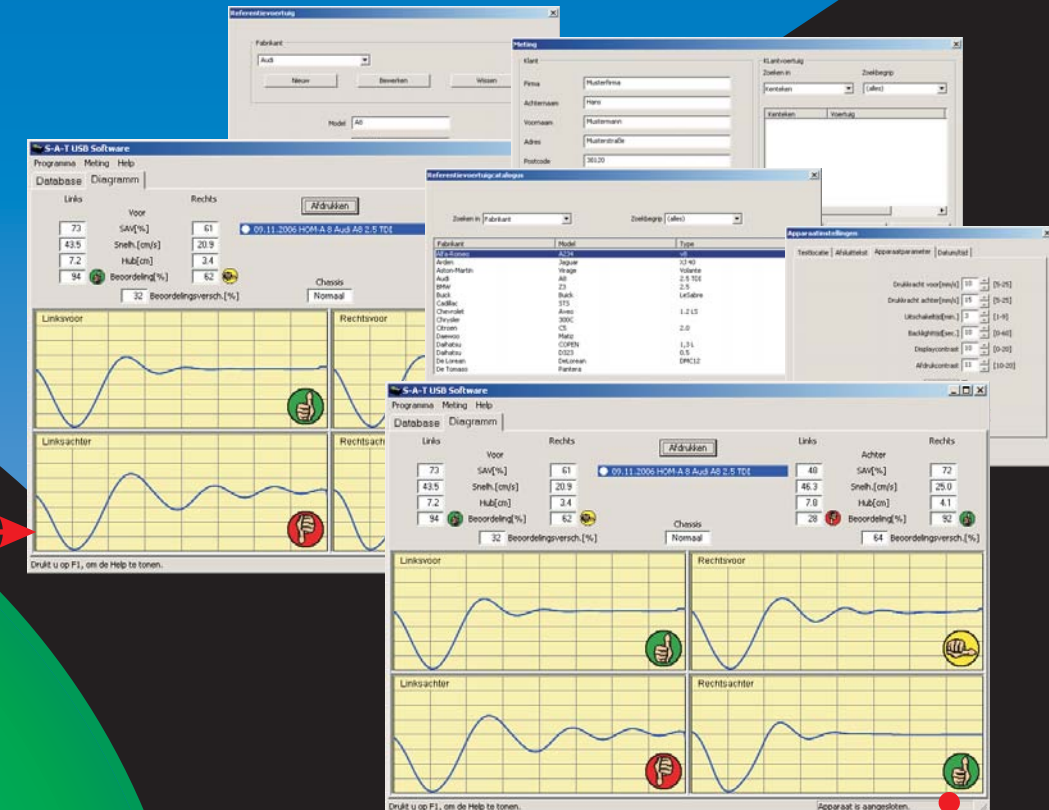 Referentievoertuig
Fabrikant
Audi
Nieuw Bewerken Wissen
Model A8
Meting
Klant
Firma Musterfirma
Achternaam Hans
Voornaam Mustermann
Adres Musterstraße
Postcode 38120
Klantvoertuig
Zoeken in Zoekbegrip
Kenteken (alles)
Kenteken Voertuig
S-A-T USB Software
Programma Meting Help
Database Diagramm
Links Rechts
Voor
Afdrukken
73 SAV[%] 61
09.11.2006 HOM-A 8 Audi A8 2.5 TDI
43.5 Snelh.[cm/s] 20.9
7.2 Hub[cm] 3.4
94 Beoordeling[%] 62
Chassis
32 Beoordelingsversch.[%] Normaal
Linksvoor Rechtsvoor
Linksachter Rechtsach
Drukt u op F1, om de Help te tonen.
Referentievoertuigcatalogus
Zoeken in Fabrikant Zoekbegrip (alles)
Fabrikant Model Type
Alfa-Romeo A234 v8
Arden Jaguar XJ40
Aston-Martin Virage Volante
Audi A8 2.5 TDI
BMW Z3 2.5
Buick Buick LeSabre
Cadillac STS
Chevrolet Aveo 1.2 LS
Chrysler 300C
Citroen C5 2.0
Daewoo Matiz
Daihatsu COPEN 1,3 L
Daihatsu D323 0.5
De Lorean DeLorean DMC12
De Tomaso Pantera
Apparaatinstellingen
Testlocatie Afsluittekst Apparaatparameter Datum/tijd
Drukkracht voor[mm/s] 10 [5-25]
Drukkracht achter[mm/s] 15 [5-25]
Uitschakeltijd[min.] 3 [1-9]
Backlighttijd[sec.] 10 [0-60]
Displaycontrast 10 [0-20]
Afdrukcontrast 11 [10-20]
S-A-T USB Software
Programma Meting Help
Database Diagramm
Links Rechts Links Rechts
Voor Afdrukken Achter
73 SAV[%] 61 09.11.2006 HOM-A 8 Audi A8 2.5 TDI 48 SAV[%] 72
43.5 Snelh.[cm/s] 20.9 46.3 Snelh.[cm/s] 25.0
7.2 Hub[cm] 3.4 7.8 Hub[cm] 4.1
94 Beoordeling[%] 62 Chassis 28 Beoordeling[%] 92
32 Beoordelingsversch.[%] Normaal 64 Beoordelingsversch.[%]
Linksvoor Rechtsvoor
Linksachter Rechtsachter
Drukt u op F1, om de Help te tonen. Apparaat is aangesloten.